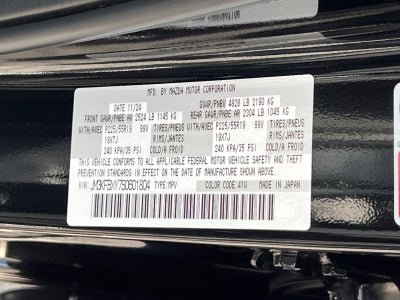 MFD. BY MAZDA MOTOR CORPORATION
DATE 11/24 GVWR/PNBV 4828 LB 2190 KG
FRONT GAWR/PNBE AV 2524 LB 1145 KG REAR GAWR/PNBE AR 2304 LB 1045 KG
WITH/AVEC P225/55R19 99V TIRES/PNEUS WITH/AVEC P225/55R19 99V TIRES/PNEUS
19X7J RIMS/JANTES 19X7J RIMS/JANTES
240 KPA/35 PSI COLD/A FROID 240 KPA/35 PSI COLD/A FROID
THIS VEHICLE CONFORMS TO ALL APPLICABLE FEDERAL MOTOR VEHICLE SAFETY
STANDARDS IN EFFECT ON THE DATE OF MANUFACTURE SHOWN ABOVE.
VIN: TYPE MPV COLOR CODE: 41W MADE IN JAPAN